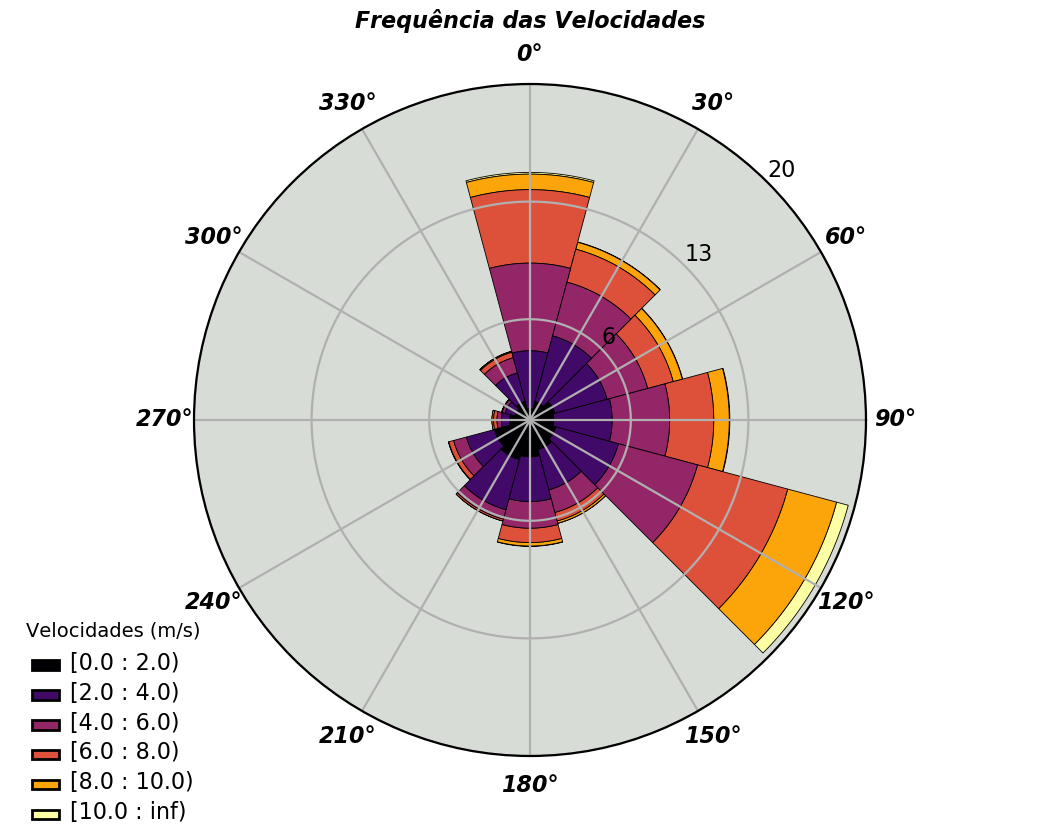 Frequência das Velocidades
0°
330°
30°
20
300°
60°
13
6
270°
90°
240°
120°
210°
150°
180°
Velocidades (m/s)
[0.0 : 2.0)
[2.0 : 4.0)
[4.0 : 6.0)
[6.0 : 8.0)
[8.0 : 10.0)
[10.0 : inf)